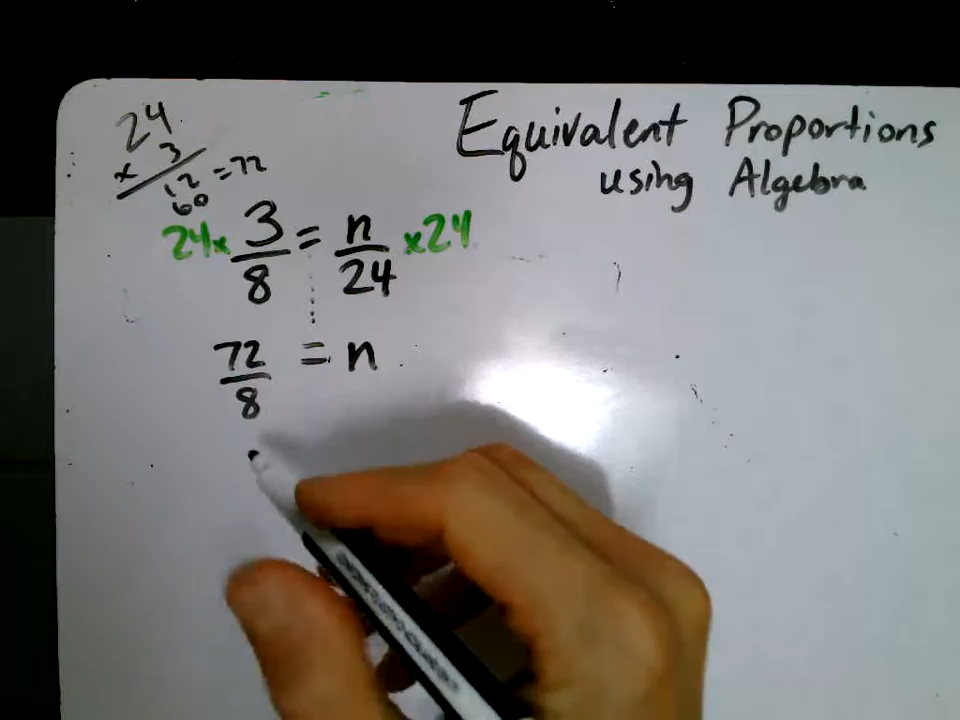 Equivalent Proportions
using Algebra
24
x 3
12 = 72
60
24x 3/8 = n/24 x24
72/8 = n